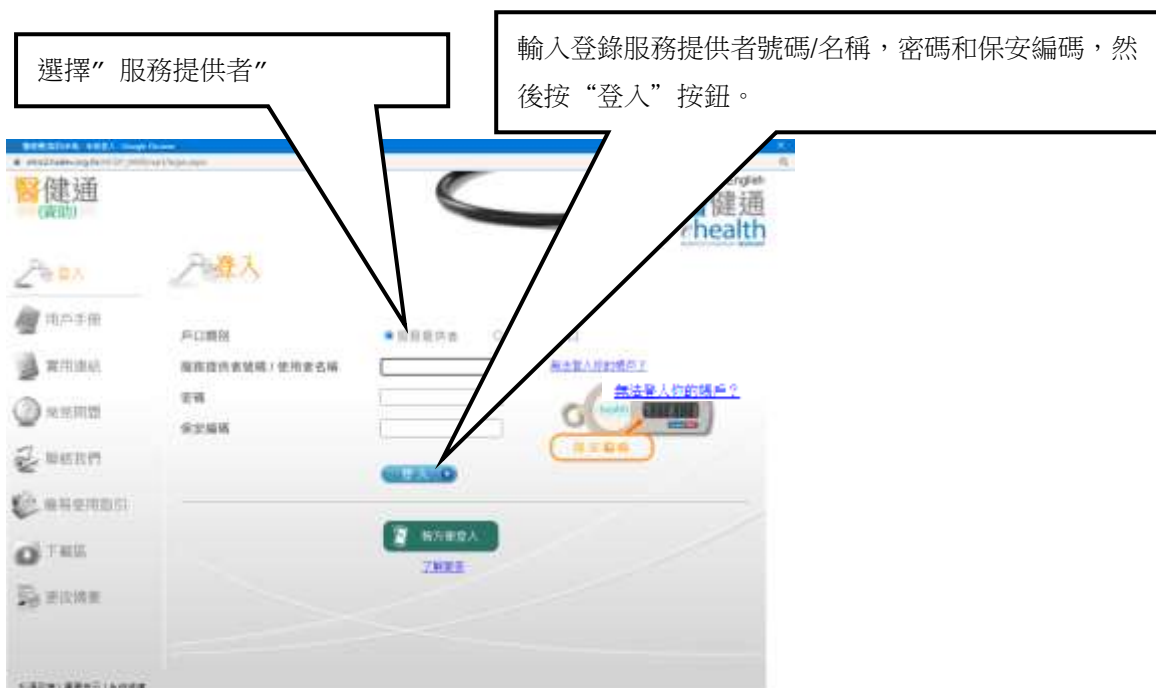 選擇” 服務提供者”
輸入登錄服務提供者號碼/名稱，密碼和保安編碼，然
後按“登入”按鈕。
醫健通
(資助)
English
健通
ehealth
登入
登入
用戶手冊
實用連結
常見問題
聯絡我們
簡易使用指引
下載區
更改摘要
戶口類別
服務提供者
服務提供者號碼 / 使用者名稱
無法登入你的帳戶？
密碼
無法登入你的帳戶？
保安編碼
保安編碼
登入
智方便登入
了解更多